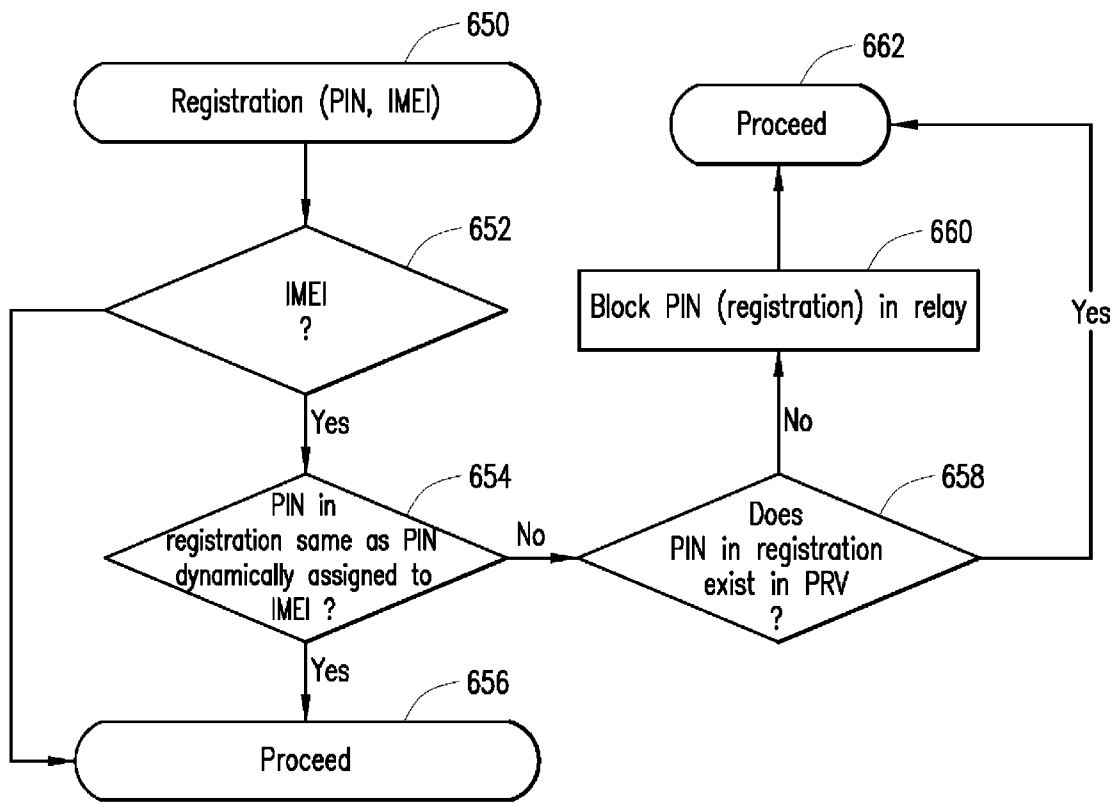 650
Registration (PIN, IMEI)
652
IMEI
?
Yes
654
PIN in
registration same as PIN
dynamically assigned to
IMEI ?
No
Yes
656
Proceed
662
Proceed
660
Block PIN (registration) in relay
Yes
No
658
Does
PIN in registration
exist in PRV
?